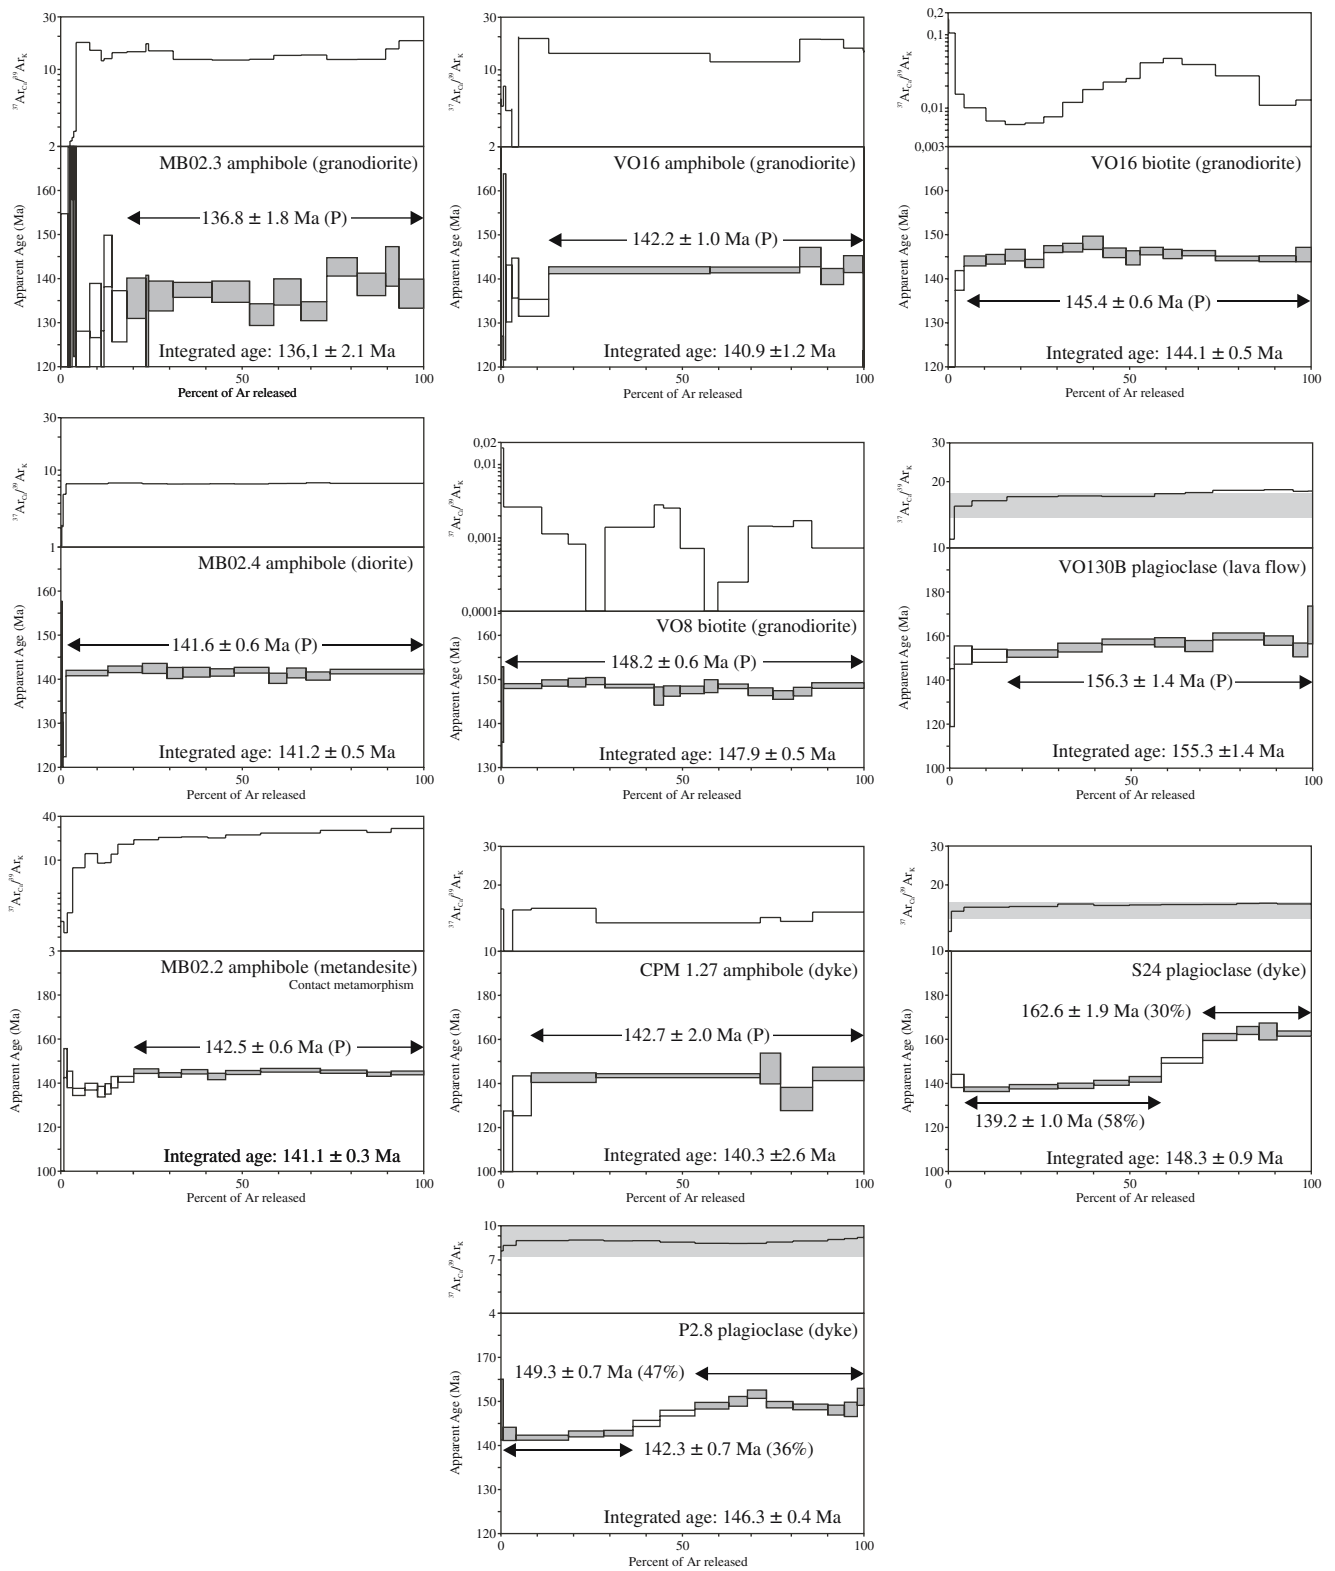 30
10
2
³⁷Ar_Ca/³⁹Ar_K
MB02.3 amphibole (granodiorite)
160
150
140
130
120
Apparent Age (Ma)
136.8 ± 1.8 Ma (P)
Integrated age: 136,1 ± 2.1 Ma
0 50 100
Percent of Ar released
30
10
2
³⁷Ar_Ca/³⁹Ar_K
VO16 amphibole (granodiorite)
160
150
140
130
120
Apparent Age (Ma)
142.2 ± 1.0 Ma (P)
Integrated age: 140.9 ±1.2 Ma
0 50 100
Percent of Ar released
0,2
0,1
0,01
0,003
³⁷Ar_Ca/³⁹Ar_K
VO16 biotite (granodiorite)
160
150
140
130
120
Apparent Age (Ma)
145.4 ± 0.6 Ma (P)
Integrated age: 144.1 ± 0.5 Ma
0 50 100
Percent of Ar released
30
10
1
³⁷Ar_Ca/³⁹Ar_K
MB02.4 amphibole (diorite)
160
150
140
130
120
Apparent Age (Ma)
141.6 ± 0.6 Ma (P)
Integrated age: 141.2 ± 0.5 Ma
0 50 100
Percent of Ar released
0,02
0,01
0,001
0,0001
³⁷Ar_Ca/³⁹Ar_K
VO8 biotite (granodiorite)
160
150
140
130
Apparent Age (Ma)
148.2 ± 0.6 Ma (P)
Integrated age: 147.9 ± 0.5 Ma
0 50 100
Percent of Ar released
30
20
10
³⁷Ar_Ca/³⁹Ar_K
VO130B plagioclase (lava flow)
180
160
140
120
100
Apparent Age (Ma)
156.3 ± 1.4 Ma (P)
Integrated age: 155.3 ±1.4 Ma
0 50 100
Percent of Ar released
40
10
3
³⁷Ar_Ca/³⁹Ar_K
MB02.2 amphibole (metandesite)
Contact metamorphism
180
160
140
120
100
Apparent Age (Ma)
142.5 ± 0.6 Ma (P)
Integrated age: 141.1 ± 0.3 Ma
0 50 100
Percent of Ar released
30
20
10
³⁷Ar_Ca/³⁹Ar_K
CPM 1.27 amphibole (dyke)
180
160
140
120
100
Apparent Age (Ma)
142.7 ± 2.0 Ma (P)
Integrated age: 140.3 ±2.6 Ma
0 50 100
Percent of Ar released
30
20
10
³⁷Ar_Ca/³⁹Ar_K
S24 plagioclase (dyke)
180
160
140
120
100
Apparent Age (Ma)
162.6 ± 1.9 Ma (30%)
139.2 ± 1.0 Ma (58%)
Integrated age: 148.3 ± 0.9 Ma
0 50 100
Percent of Ar released
10
7
4
³⁷Ar_Ca/³⁹Ar_K
P2.8 plagioclase (dyke)
170
160
150
140
130
120
Apparent Age (Ma)
149.3 ± 0.7 Ma (47%)
142.3 ± 0.7 Ma (36%)
Integrated age: 146.3 ± 0.4 Ma
0 50 100
Percent of Ar released